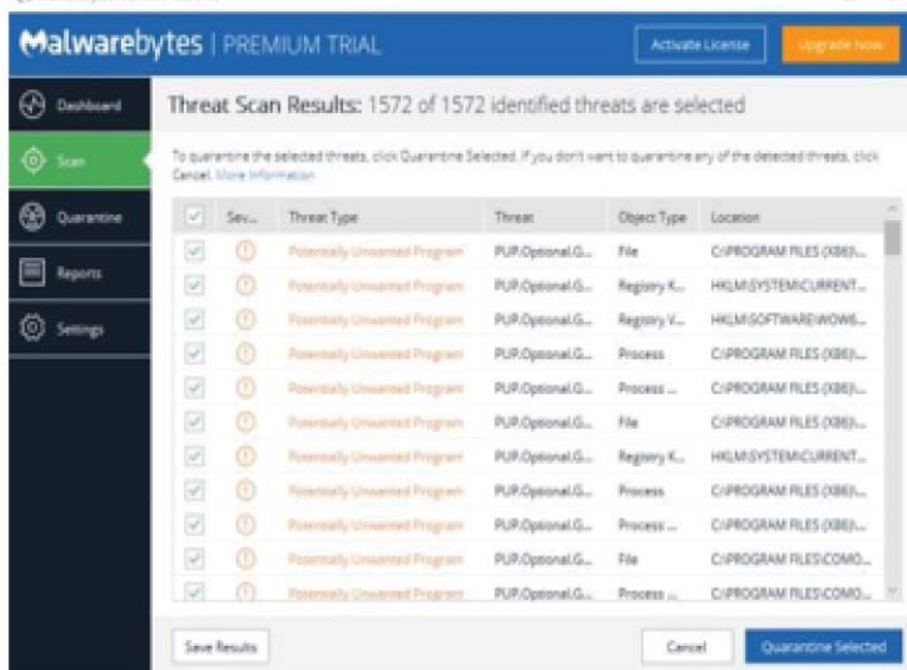 Malwarebytes | PREMIUM TRIAL
Activate License
Upgrade Now
Dashboard
Scan
Quarantine
Reports
Settings
Threat Scan Results: 1572 of 1572 identified threats are selected
To quarantine the selected threats, click Quarantine Selected. If you don't want to quarantine any of the detected threats, click
Cancel. More Information
Sev... Threat Type Threat Object Type Location
Potentially Unwanted Program PUP.Optional.G... File C:\PROGRAM FILES (X86)\...
Potentially Unwanted Program PUP.Optional.G... Registry K... HKLM\SYSTEM\CURRENT...
Potentially Unwanted Program PUP.Optional.G... Registry V... HKLM\SOFTWARE\WOW6...
Potentially Unwanted Program PUP.Optional.G... Process C:\PROGRAM FILES (X86)\...
Potentially Unwanted Program PUP.Optional.G... Process ... C:\PROGRAM FILES (X86)\...
Potentially Unwanted Program PUP.Optional.G... File C:\PROGRAM FILES (X86)\...
Potentially Unwanted Program PUP.Optional.G... Registry K... HKLM\SYSTEM\CURRENT...
Potentially Unwanted Program PUP.Optional.G... Process C:\PROGRAM FILES (X86)\...
Potentially Unwanted Program PUP.Optional.G... Process ... C:\PROGRAM FILES (X86)\...
Potentially Unwanted Program PUP.Optional.G... File C:\PROGRAM FILES\COMO...
Potentially Unwanted Program PUP.Optional.G... Process ... C:\PROGRAM FILES\COMO...
Save Results
Cancel
Quarantine Selected